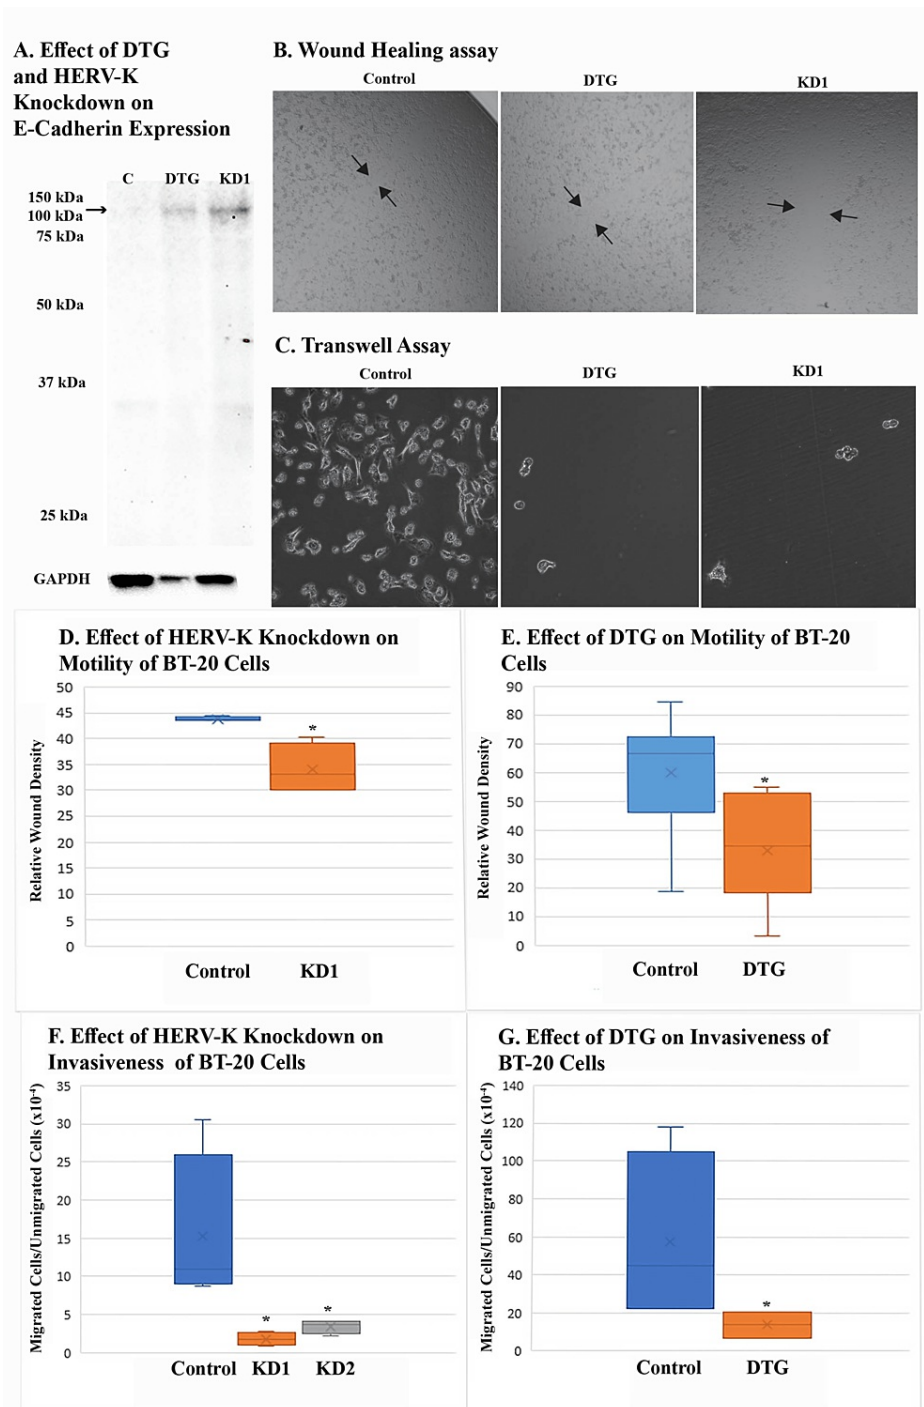 A. Effect of DTG
and HERV-K
Knockdown on
E-Cadherin Expression
C DTG KD1
150 kDa
100 kDa
75 kDa
50 kDa
37 kDa
25 kDa
GAPDH
B. Wound Healing assay
Control DTG KD1
C. Transwell Assay
Control DTG KD1
D. Effect of HERV-K Knockdown on
Motility of BT-20 Cells
Relative Wound Density
50
45
40
35
30
25
20
15
10
5
0
*
Control KD1
E. Effect of DTG on Motility of BT-20
Cells
Relative Wound Density
90
80
70
60
50
40
30
20
10
0
*
Control DTG
F. Effect of HERV-K Knockdown on
Invasiveness of BT-20 Cells
Migrated Cells/Unmigrated Cells (x10⁻⁴)
35
30
25
20
15
10
5
0
* *
Control KD1 KD2
G. Effect of DTG on Invasiveness of
BT-20 Cells
Migrated Cells/Unmigrated Cells (x10⁻⁴)
140
120
100
80
60
40
20
0
*
Control DTG